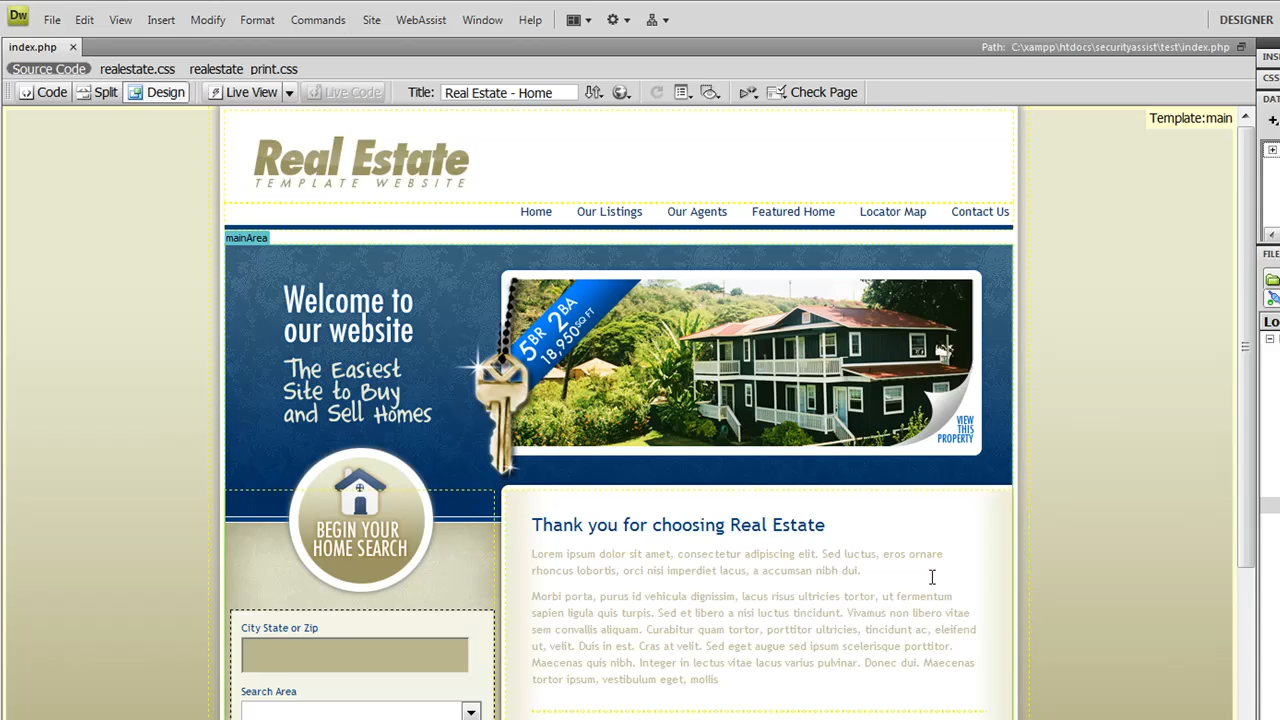 Dw File Edit View Insert Modify Format Commands Site WebAssist Window Help DESIGNER
index.php Path: C:\xampp\htdocs\securityassist\test\index.php
Source Code realestate.css realestate_print.css
Code Split Design Live View Live Code Title: Real Estate - Home Check Page
Template:main
Real Estate
TEMPLATE WEBSITE
Home Our Listings Our Agents Featured Home Locator Map Contact Us
mainArea
Welcome to
our website
The Easiest
Site to Buy
and Sell Homes
5BR 2BA
18,950 SQ FT
VIEW
THIS
PROPERTY
BEGIN YOUR
HOME SEARCH
Thank you for choosing Real Estate
Lorem ipsum dolor sit amet, consectetur adipiscing elit. Sed luctus, eros ornare
rhoncus lobortis, orci nisi imperdiet lacus, a accumsan nibh dui.
Morbi porta, purus id vehicula dignissim, lacus risus ultricies tortor, ut fermentum
sapien ligula quis turpis. Sed et libero a nisi luctus tincidunt. Vivamus non libero vitae
sem convallis aliquam. Curabitur quam tortor, porttitor ultricies, tincidunt ac, eleifend
ut, velit. Duis in est. Cras at velit. Sed eget augue sed ipsum scelerisque porttitor.
Maecenas quis nibh. Integer in lectus vitae lacus varius pulvinar. Donec dui. Maecenas
tortor ipsum, vestibulum eget, mollis
City State or Zip
Search Area
CSS